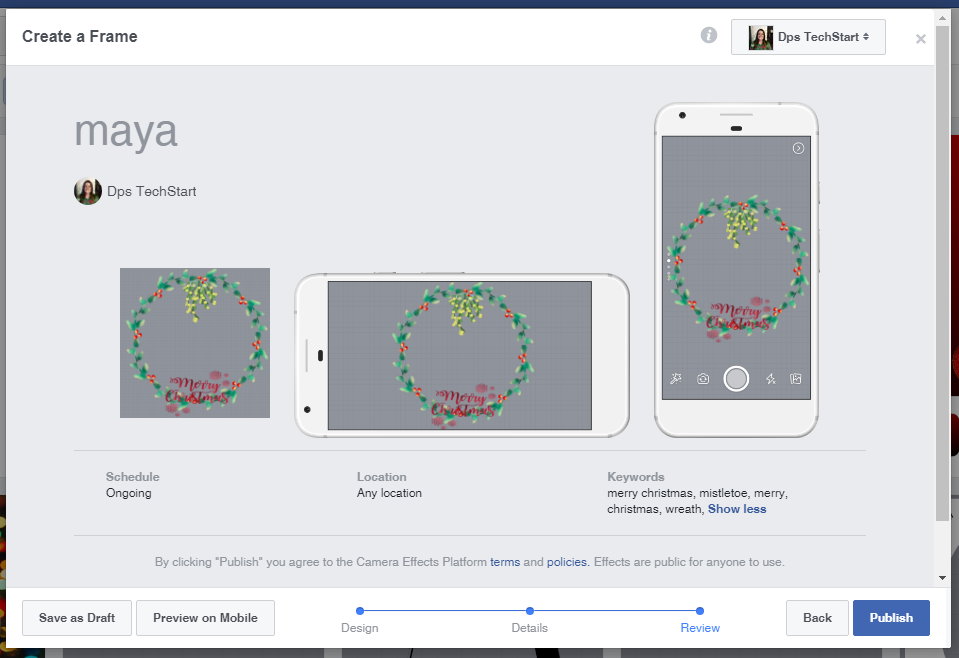 Create a Frame
Dps TechStart
maya
Dps TechStart
Merry
Christmas
Merry
Christmas
Merry
Christmas
Schedule
Ongoing
Location
Any location
Keywords
merry christmas, mistletoe, merry,
christmas, wreath, Show less
By clicking "Publish" you agree to the Camera Effects Platform terms and policies. Effects are public for anyone to use.
Save as Draft
Preview on Mobile
Design
Details
Review
Back
Publish